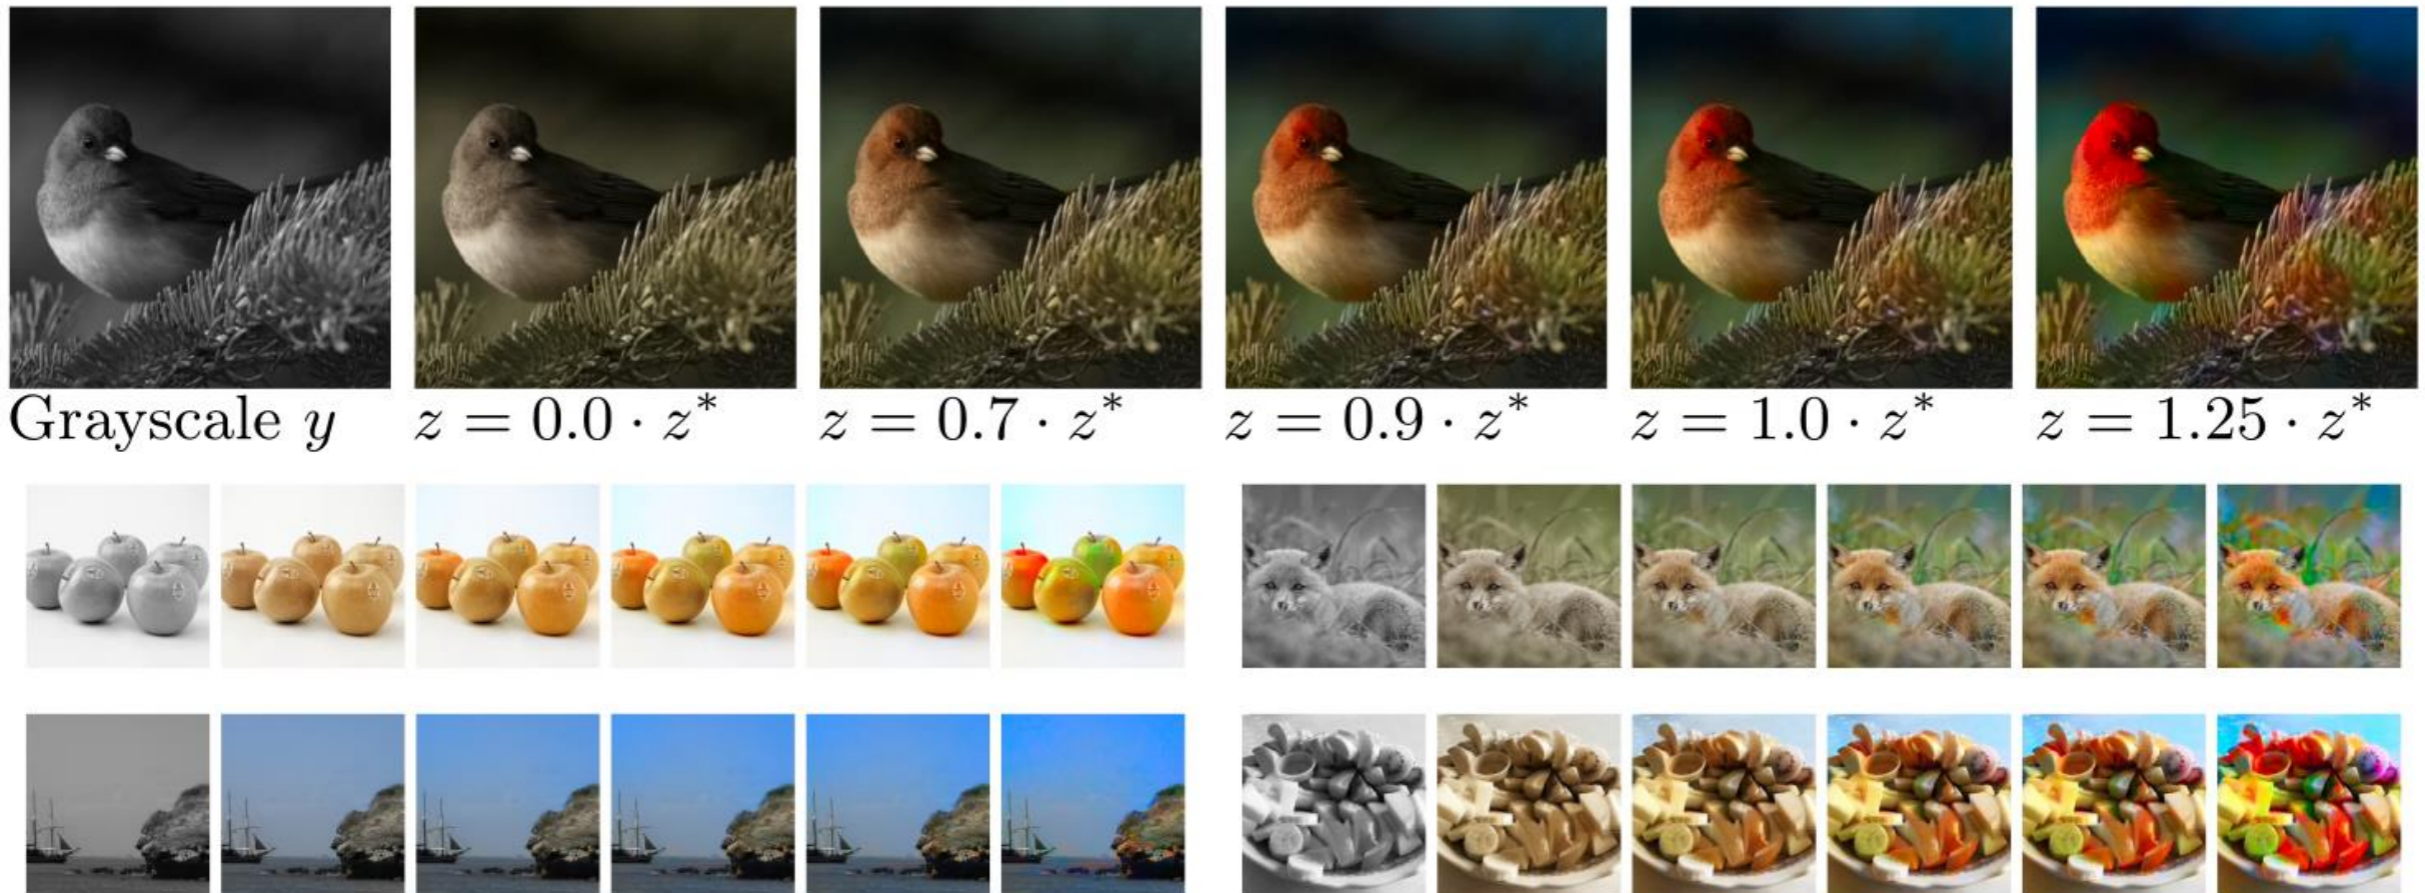 Grayscale y
z = 0.0 · z*
z = 0.7 · z*
z = 0.9 · z*
z = 1.0 · z*
z = 1.25 · z*